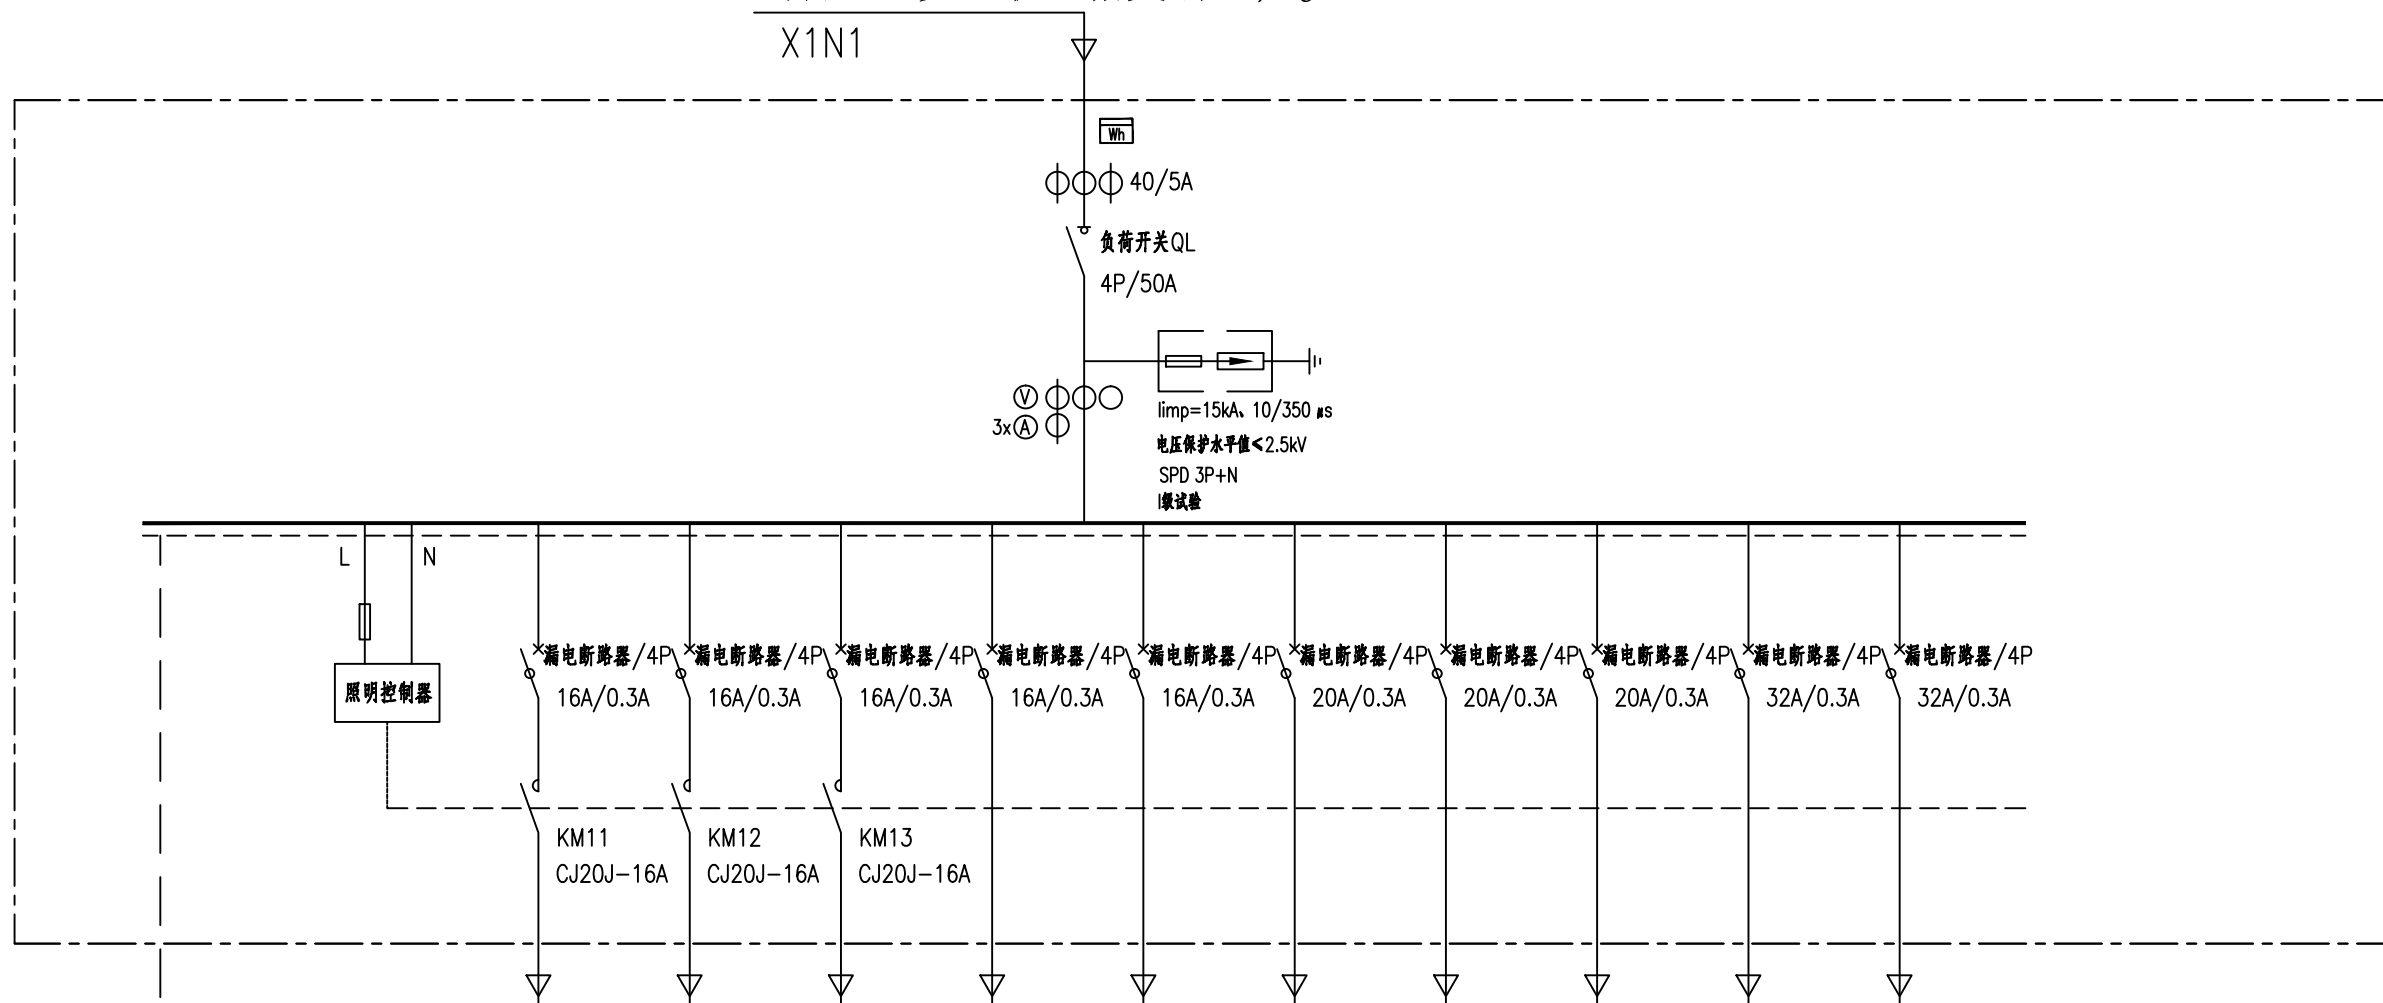 X1N1
Wh
40/5A
负荷开关QL
4P/50A
V
3x A
Iimp=15kA、10/350 μs
电压保护水平值<2.5kV
SPD 3P+N
I级试验
L
N
漏电断路器/4P 漏电断路器/4P 漏电断路器/4P 漏电断路器/4P 漏电断路器/4P 漏电断路器/4P 漏电断路器/4P 漏电断路器/4P 漏电断路器/4P 漏电断路器/4P
照明控制器
16A/0.3A 16A/0.3A 16A/0.3A 16A/0.3A 16A/0.3A 20A/0.3A 20A/0.3A 20A/0.3A 32A/0.3A 32A/0.3A
KM11 KM12 KM13
CJ20J-16A CJ20J-16A CJ20J-16A